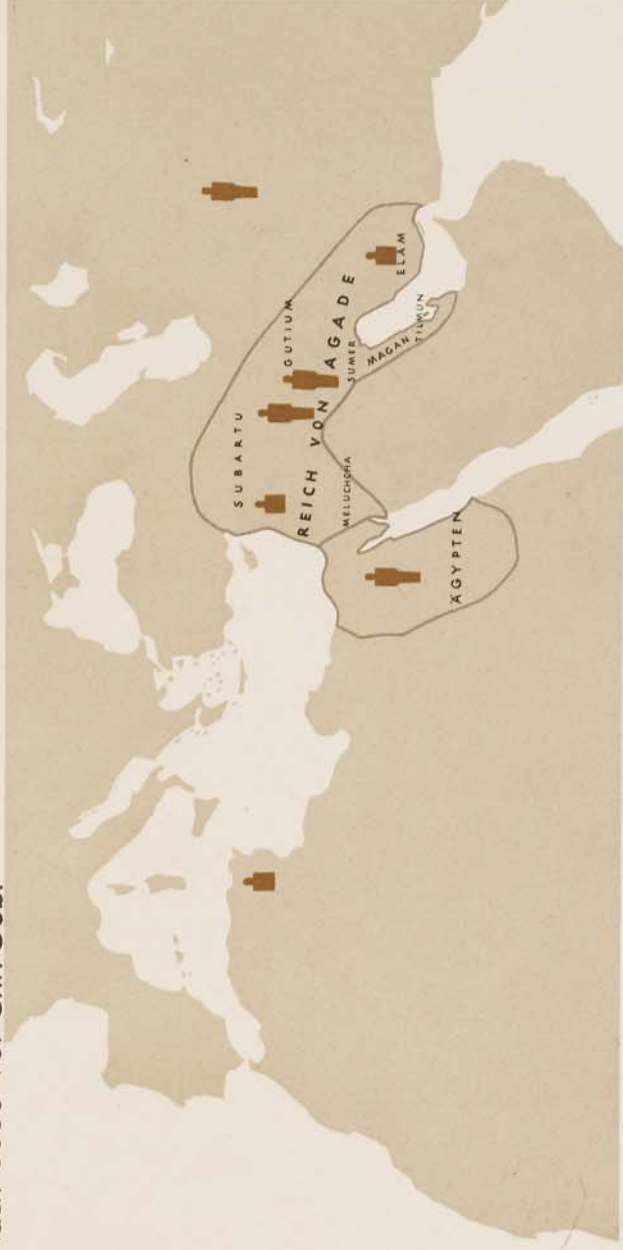 SUBARTU
GUTIUM
REICH VON AGADE
MELUCHCHA
SUMER
ELAM
MAGAN
TILMUN
ÄGYPTEN